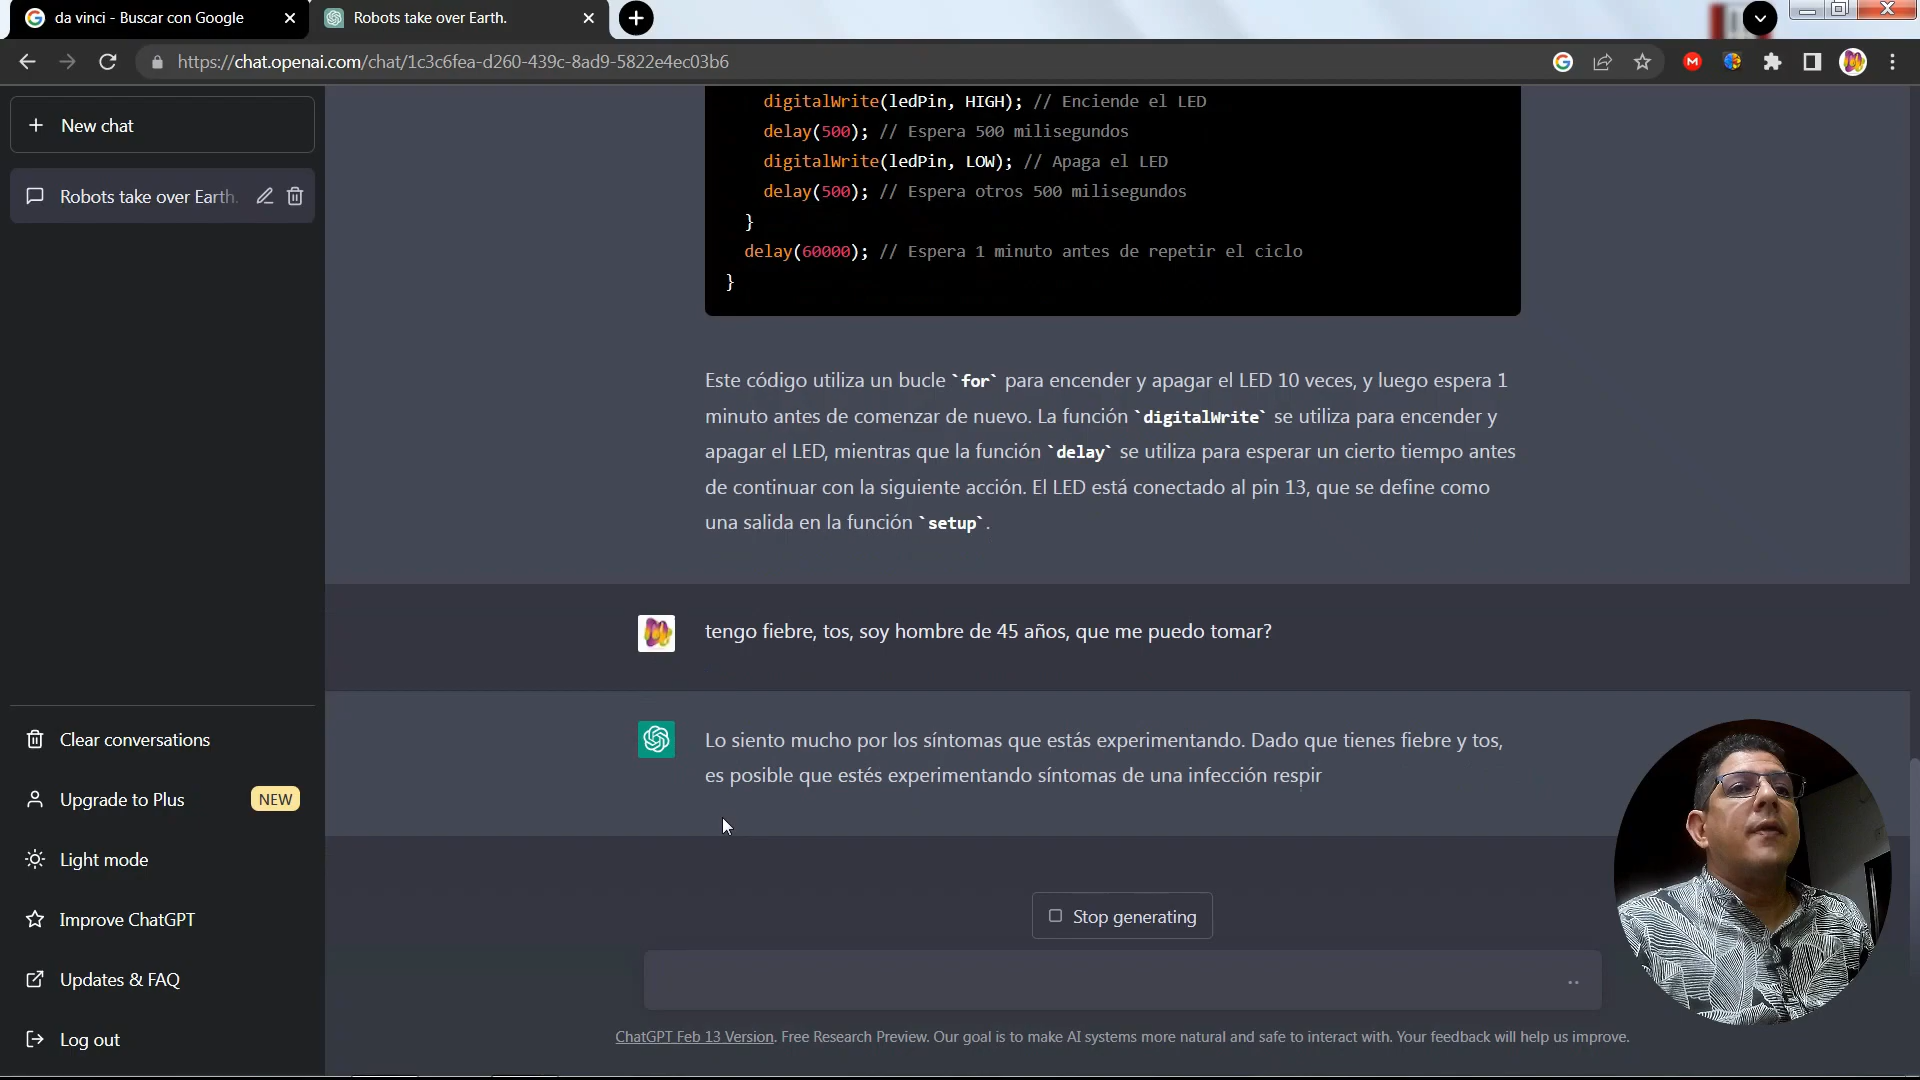 da vinci - Buscar con Google
Robots take over Earth.
https://chat.openai.com/chat/1c3c6fea-d260-439c-8ad9-5822e4ec03b6
New chat
Robots take over Earth.
digitalWrite(ledPin, HIGH); // Enciende el LED
delay(500); // Espera 500 milisegundos
digitalWrite(ledPin, LOW); // Apaga el LED
delay(500); // Espera otros 500 milisegundos
}
delay(60000); // Espera 1 minuto antes de repetir el ciclo
}
Este código utiliza un bucle `for` para encender y apagar el LED 10 veces, y luego espera 1
minuto antes de comenzar de nuevo. La función `digitalWrite` se utiliza para encender y
apagar el LED, mientras que la función `delay` se utiliza para esperar un cierto tiempo antes
de continuar con la siguiente acción. El LED está conectado al pin 13, que se define como
una salida en la función `setup`.
tengo fiebre, tos, soy hombre de 45 años, que me puedo tomar?
Lo siento mucho por los síntomas que estás experimentando. Dado que tienes fiebre y tos,
es posible que estés experimentando síntomas de una infección respir
Clear conversations
Upgrade to Plus
NEW
Light mode
Improve ChatGPT
Updates & FAQ
Log out
Stop generating
ChatGPT Feb 13 Version. Free Research Preview. Our goal is to make AI systems more natural and safe to interact with. Your feedback will help us improve.